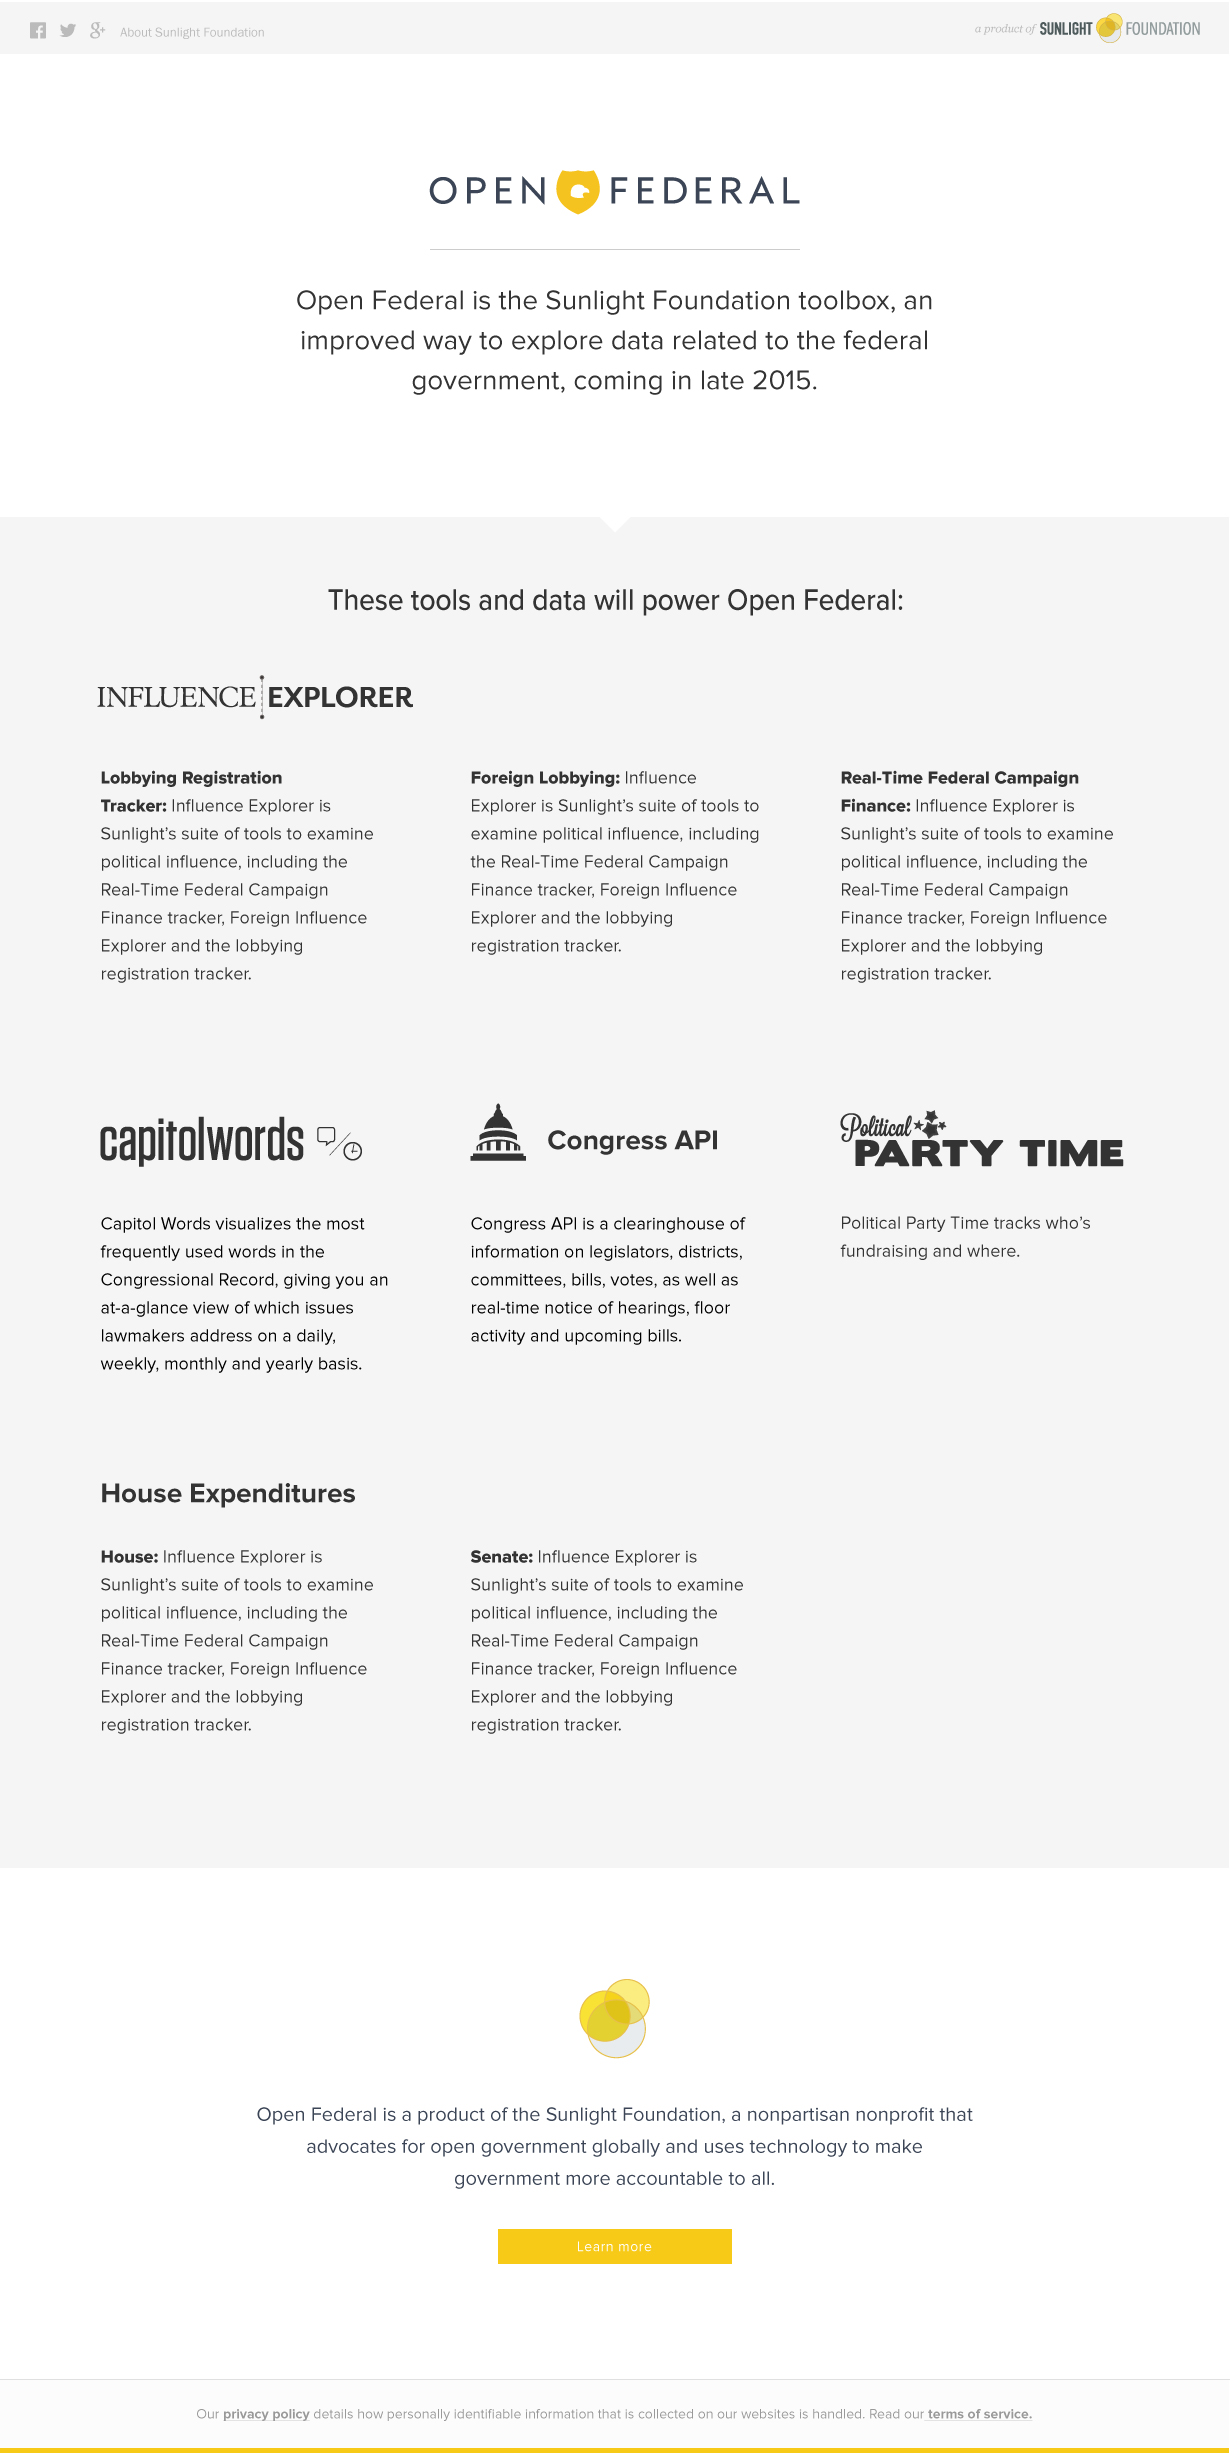 About Sunlight Foundation
a product of SUNLIGHT FOUNDATION
OPEN FEDERAL
Open Federal is the Sunlight Foundation toolbox, an
improved way to explore data related to the federal
government, coming in late 2015.
These tools and data will power Open Federal:
INFLUENCE EXPLORER
Lobbying Registration
Tracker: Influence Explorer is
Sunlight’s suite of tools to examine
political influence, including the
Real-Time Federal Campaign
Finance tracker, Foreign Influence
Explorer and the lobbying
registration tracker.
Foreign Lobbying: Influence
Explorer is Sunlight’s suite of tools to
examine political influence, including
the Real-Time Federal Campaign
Finance tracker, Foreign Influence
Explorer and the lobbying
registration tracker.
Real-Time Federal Campaign
Finance: Influence Explorer is
Sunlight’s suite of tools to examine
political influence, including the
Real-Time Federal Campaign
Finance tracker, Foreign Influence
Explorer and the lobbying
registration tracker.
capitolwords
Capitol Words visualizes the most
frequently used words in the
Congressional Record, giving you an
at-a-glance view of which issues
lawmakers address on a daily,
weekly, monthly and yearly basis.
Congress API
Congress API is a clearinghouse of
information on legislators, districts,
committees, bills, votes, as well as
real-time notice of hearings, floor
activity and upcoming bills.
Political
PARTY TIME
Political Party Time tracks who’s
fundraising and where.
House Expenditures
House: Influence Explorer is
Sunlight’s suite of tools to examine
political influence, including the
Real-Time Federal Campaign
Finance tracker, Foreign Influence
Explorer and the lobbying
registration tracker.
Senate: Influence Explorer is
Sunlight’s suite of tools to examine
political influence, including the
Real-Time Federal Campaign
Finance tracker, Foreign Influence
Explorer and the lobbying
registration tracker.
Open Federal is a product of the Sunlight Foundation, a nonpartisan nonprofit that
advocates for open government globally and uses technology to make
government more accountable to all.
Learn more
Our privacy policy details how personally identifiable information that is collected on our websites is handled. Read our terms of service.